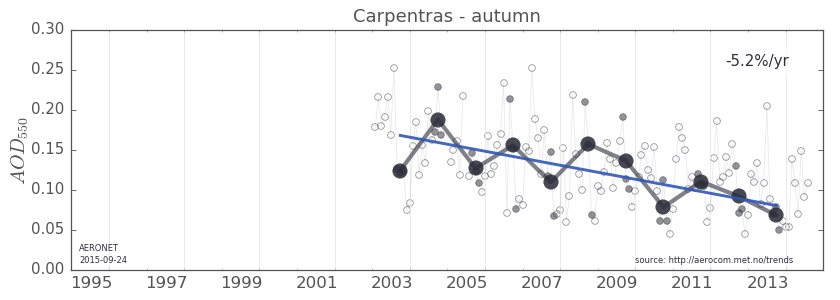 Carpentras - autumn
-5.2%/yr
AOD550
0.30
0.25
0.20
0.15
0.10
0.05
0.00
AERONET
2015-09-24
source: http://aerocom.met.no/trends
1995 1997 1999 2001 2003 2005 2007 2009 2011 2013